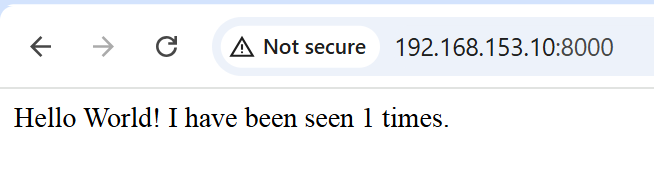 Not secure 192.168.153.10:8000
Hello World! I have been seen 1 times.